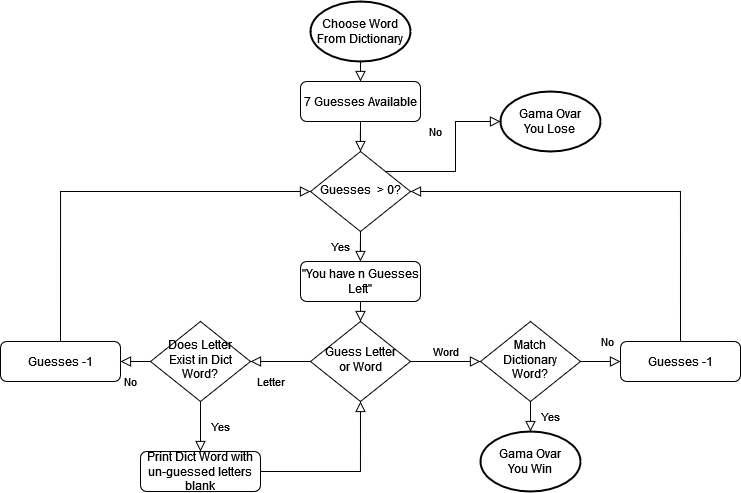 Choose Word
From Dictionary
7 Guesses Available
No
Gama Ovar
You Lose
Guesses > 0?
Yes
"You have n Guesses
Left"
Does Letter
Exist in Dict
Word?
Guess Letter
or Word
Match
Dictionary
Word?
Guesses -1
No
Letter
Word
No
Guesses -1
Yes
Yes
Print Dict Word with
un-guessed letters
blank
Gama Ovar
You Win